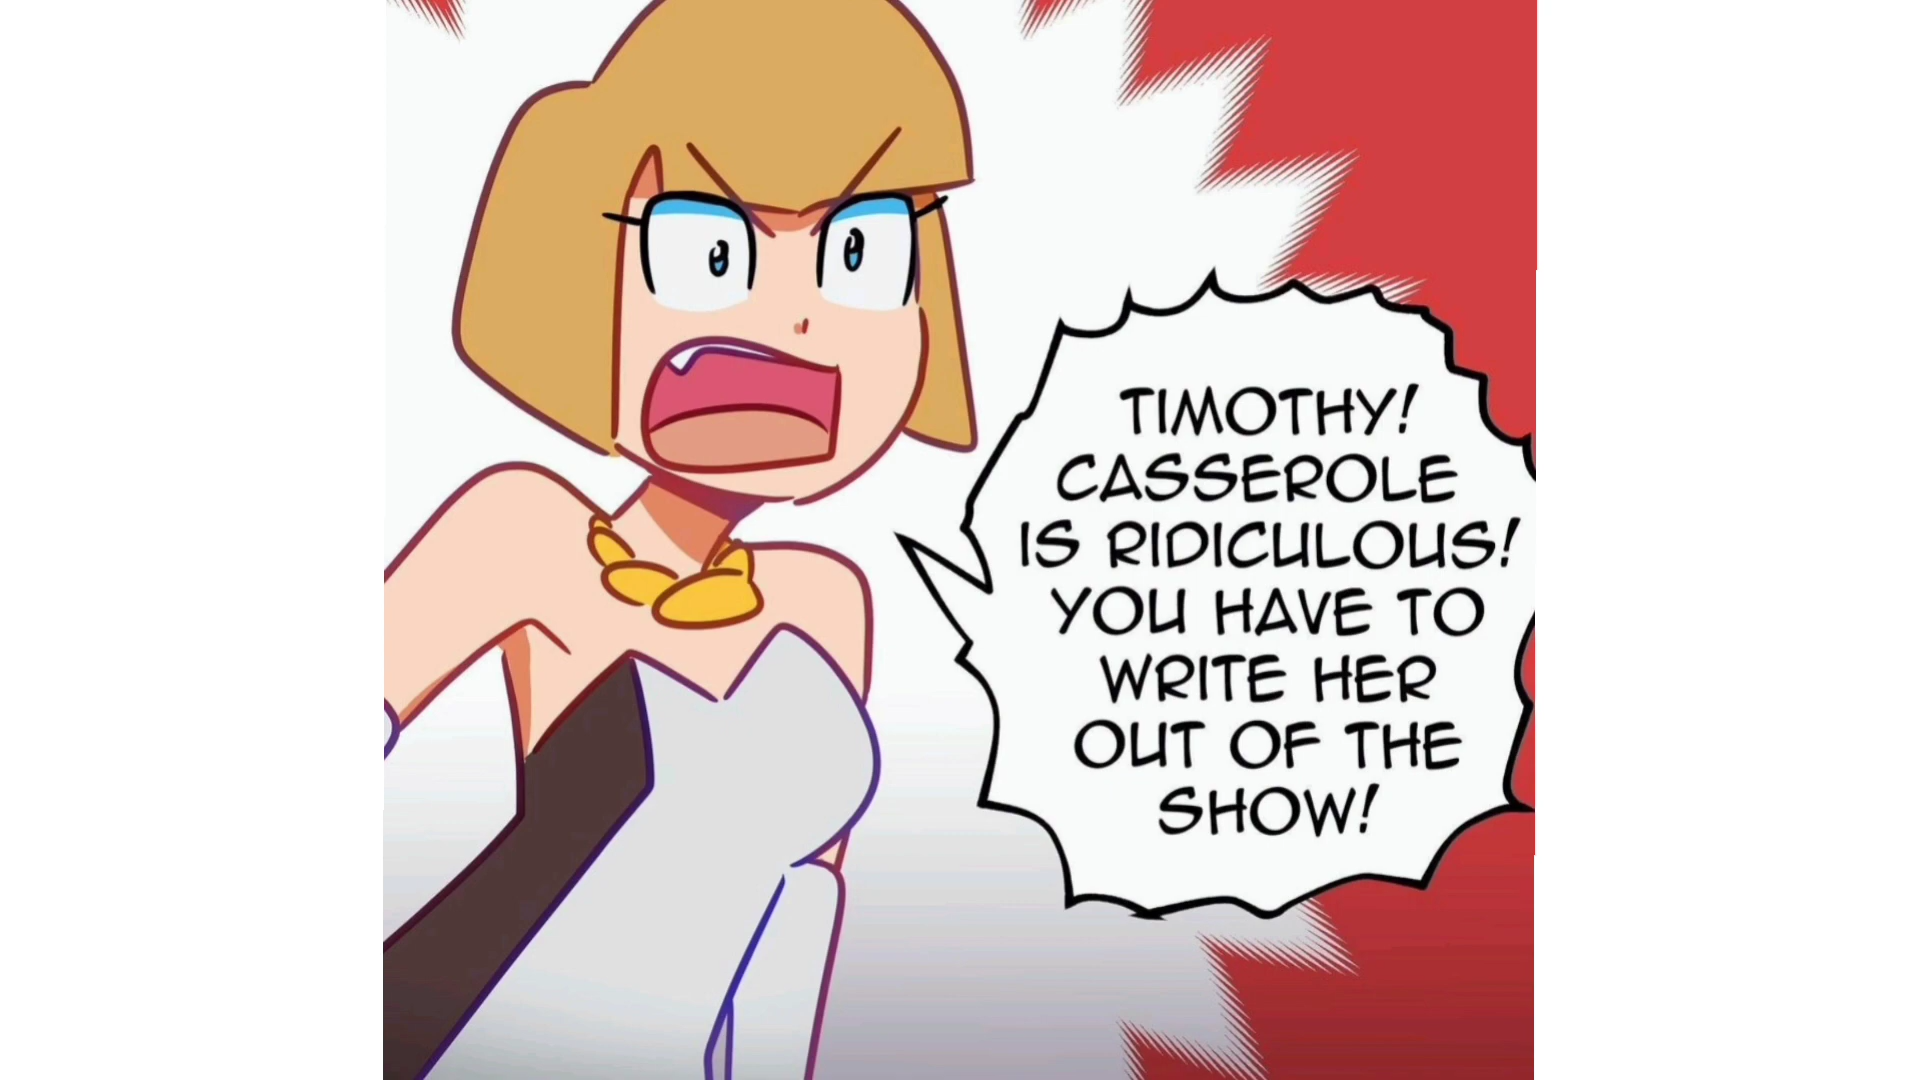 TIMOTHY!
CASSEROLE
IS RIDICULOUS!
YOU HAVE TO
WRITE HER
OUT OF THE
SHOW!